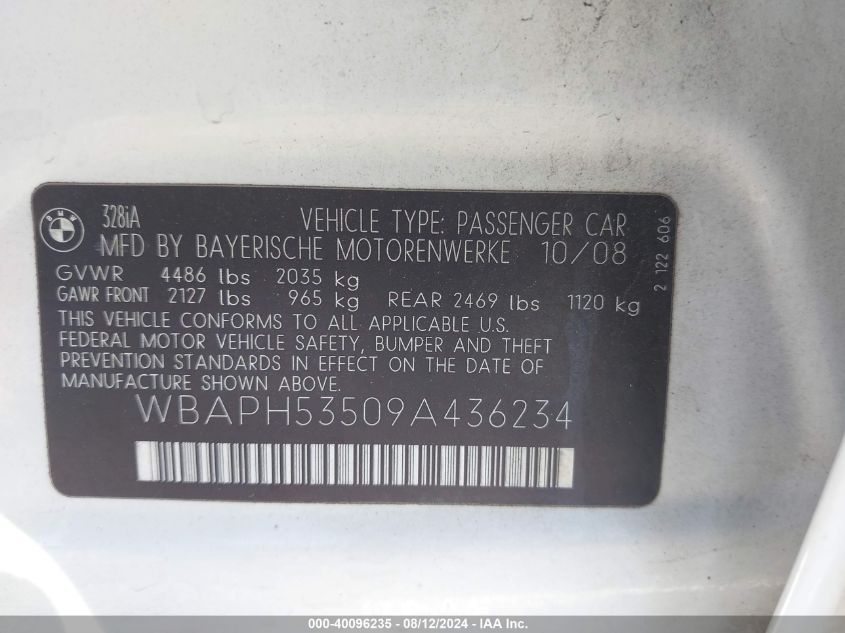 BMW
328iA
VEHICLE TYPE: PASSENGER CAR
MFD BY BAYERISCHE MOTORENWERKE 10/08
GVWR 4486 lbs 2035 kg
GAWR FRONT 2127 lbs 965 kg REAR 2469 lbs 1120 kg
THIS VEHICLE CONFORMS TO ALL APPLICABLE U.S.
FEDERAL MOTOR VEHICLE SAFETY, BUMPER AND THEFT
PREVENTION STANDARDS IN EFFECT ON THE DATE OF
MANUFACTURE SHOWN ABOVE.
WBAPH53509A436234
2 122 606
000-40096235 - 08/12/2024 - IAA Inc.